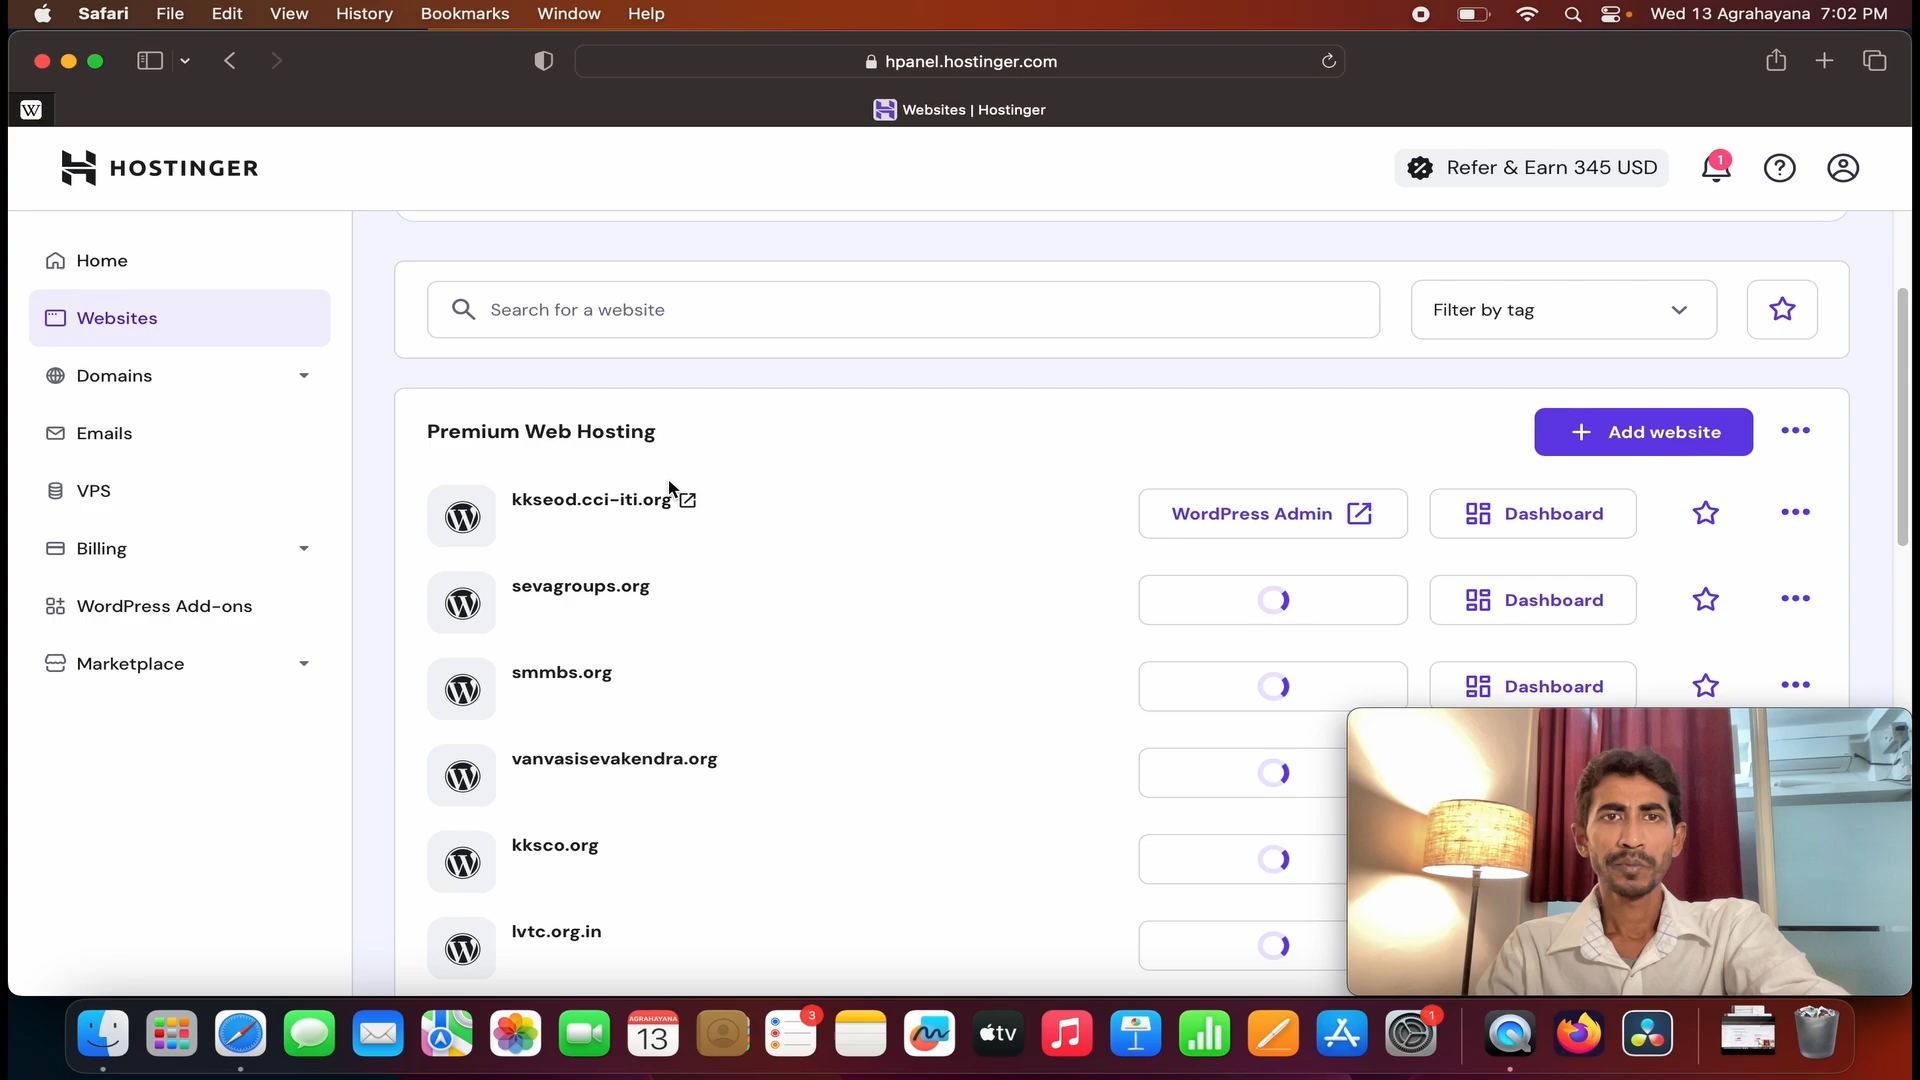 Safari File Edit View History Bookmarks Window Help Wed 13 Agrahayana 7:02 PM
hpanel.hostinger.com
W Websites | Hostinger
HOSTINGER Refer & Earn 345 USD 1
Home
Websites
Domains
Emails
VPS
Billing
WordPress Add-ons
Marketplace
Search for a website Filter by tag
Premium Web Hosting + Add website
kkseod.cci-iti.org WordPress Admin Dashboard
sevagroups.org Dashboard
smmbs.org Dashboard
vanvasisevakendra.org
kksco.org
lvtc.org.in
AGRAHAYANA
13
3
tv
1